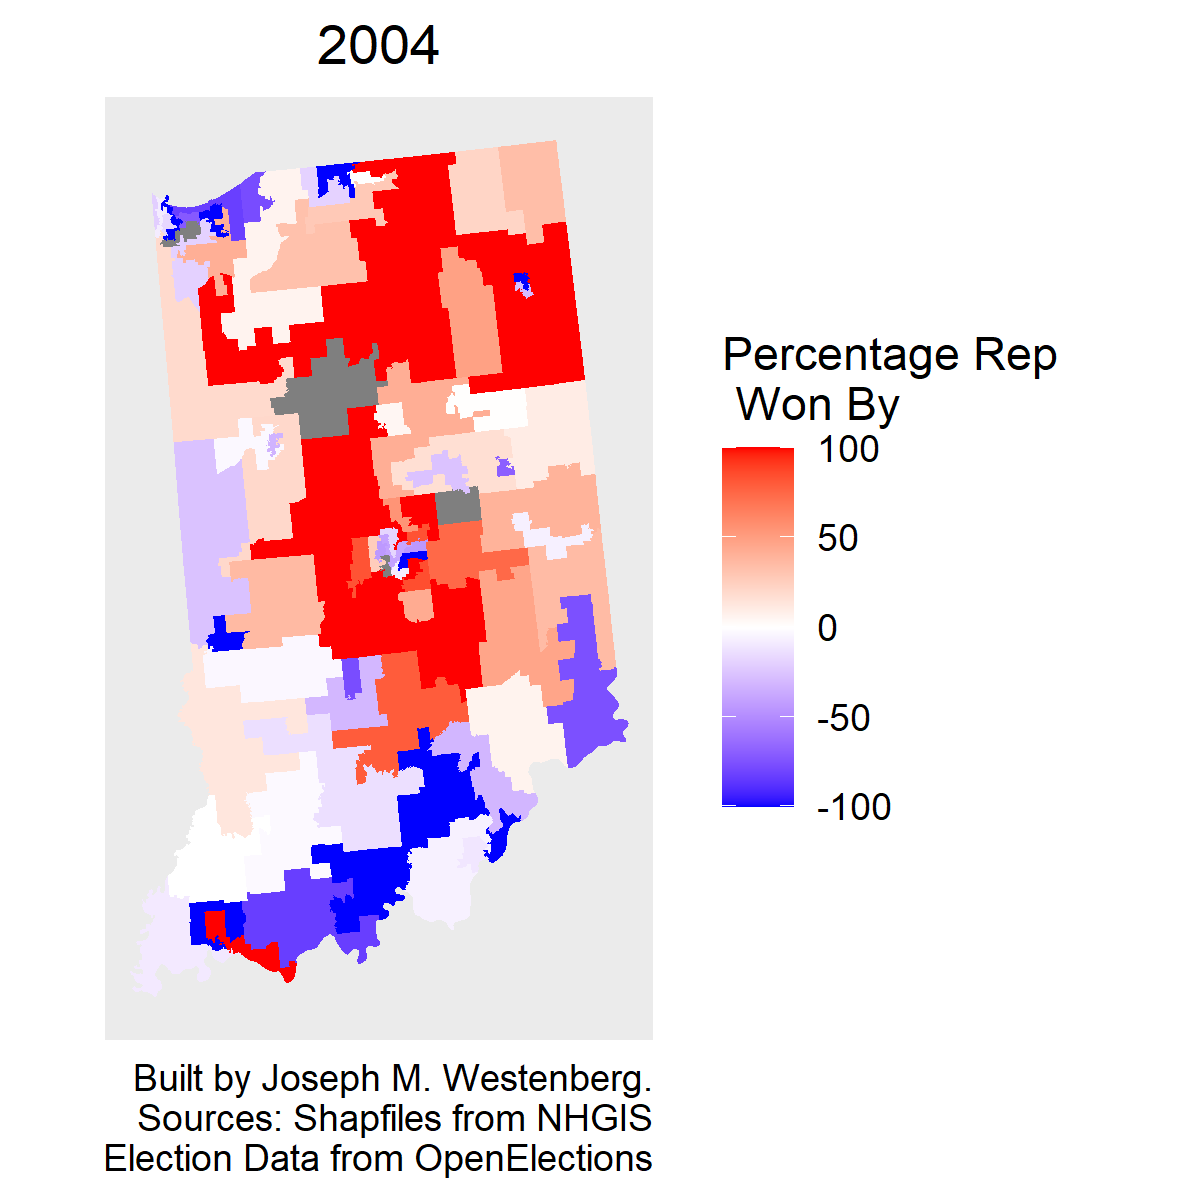 2004
Percentage Rep
Won By
100
50
0
-50
-100
Built by Joseph M. Westenberg.
Sources: Shapfiles from NHGIS
Election Data from OpenElections